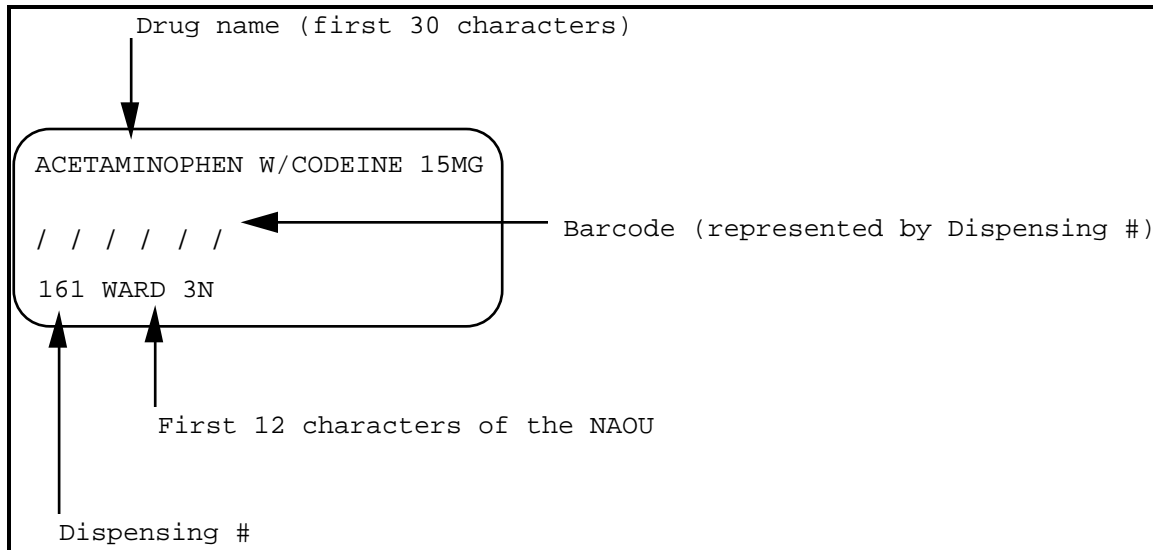 Drug name (first 30 characters)
ACETAMINOPHEN W/CODEINE 15MG
/ / / / / /
Barcode (represented by Dispensing #)
161 WARD 3N
First 12 characters of the NAOU
Dispensing #